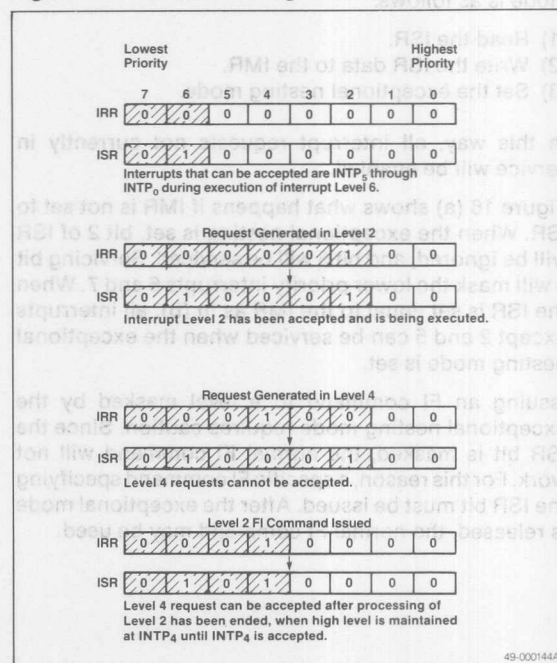 Lowest Priority
Highest Priority
7 6 5 4 3 2 1 0
IRR 0 0 0 0 0 0 0 0
ISR 0 1 0 0 0 0 0 0
Interrupts that can be accepted are INTP5 through
INTP0 during execution of interrupt Level 6.
Request Generated in Level 2
IRR 0 0 0 0 0 1 0 0
ISR 0 1 0 0 0 1 0 0
Interrupt Level 2 has been accepted and is being executed.
Request Generated in Level 4
IRR 0 0 0 1 0 0 0 0
ISR 0 1 0 0 0 1 0 0
Level 4 requests cannot be accepted.
Level 2 FI Command Issued
IRR 0 0 0 1 0 0 0 0
ISR 0 1 0 1 0 0 0 0
Level 4 request can be accepted after processing of
Level 2 has been ended, when high level is maintained
at INTP4 until INTP4 is accepted.
49-000144A